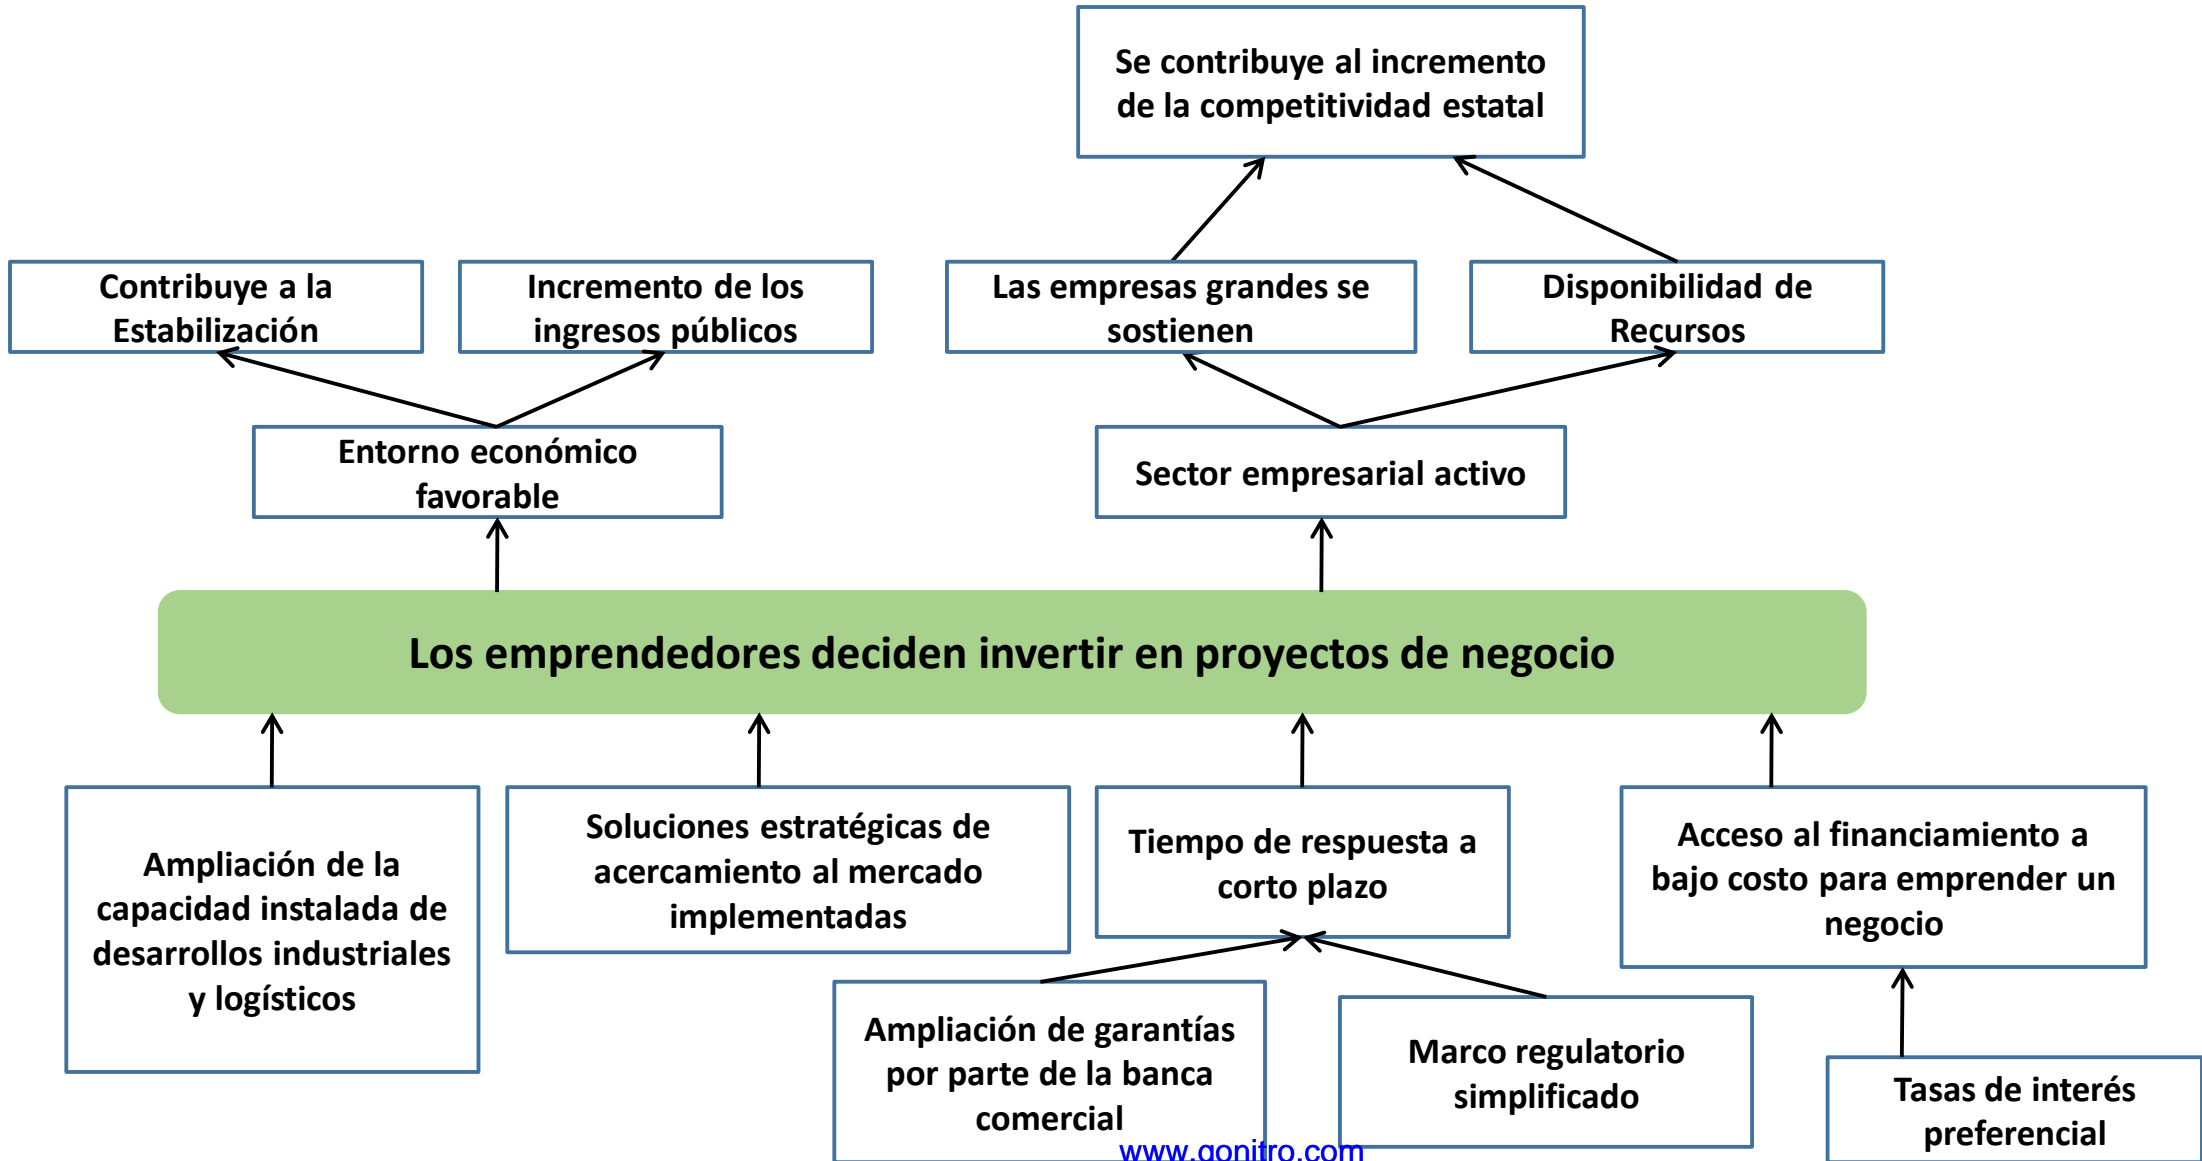 Se contribuye al incremento
de la competitividad estatal
Contribuye a la
Estabilización
Incremento de los
ingresos públicos
Las empresas grandes se
sostienen
Disponibilidad de
Recursos
Entorno económico
favorable
Sector empresarial activo
Los emprendedores deciden invertir en proyectos de negocio
Ampliación de la
capacidad instalada de
desarrollos industriales
y logísticos
Soluciones estratégicas de
acercamiento al mercado
implementadas
Tiempo de respuesta a
corto plazo
Acceso al financiamiento a
bajo costo para emprender un
negocio
Ampliación de garantías
por parte de la banca
comercial
Marco regulatorio
simplificado
Tasas de interés
preferencial
www.gonitro.com